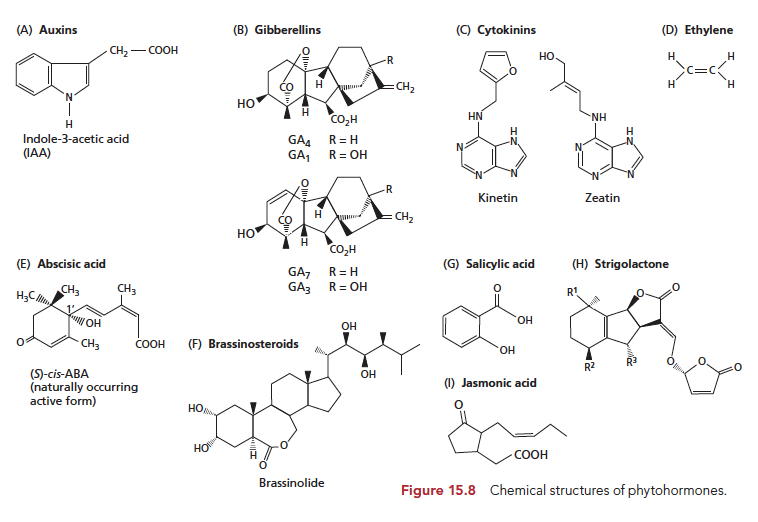 (A) Auxins
CH2 — COOH
N
H
Indole-3-acetic acid
(IAA)
(B) Gibberellins
O
R
CO
H
CH2
HO
H
CO2H
GA4 R = H
GA1 R = OH
O
R
CO
H
CH2
HO
H
CO2H
GA7 R = H
GA3 R = OH
(C) Cytokinins
O
HN
H
N
N
N
N
Kinetin
HO
NH
H
N
N
N
N
Zeatin
(D) Ethylene
H H
C=C
H H
(E) Abscisic acid
H3C
CH3
CH3
1'
OH
O
CH3
COOH
(S)-cis-ABA
(naturally occurring
active form)
(F) Brassinosteroids
OH
OH
HO
HO
H
O
O
Brassinolide
(G) Salicylic acid
O
OH
OH
(H) Strigolactone
R1
O
O
R2
R3
O
O
O
(I) Jasmonic acid
O
COOH
Figure 15.8 Chemical structures of phytohormones.